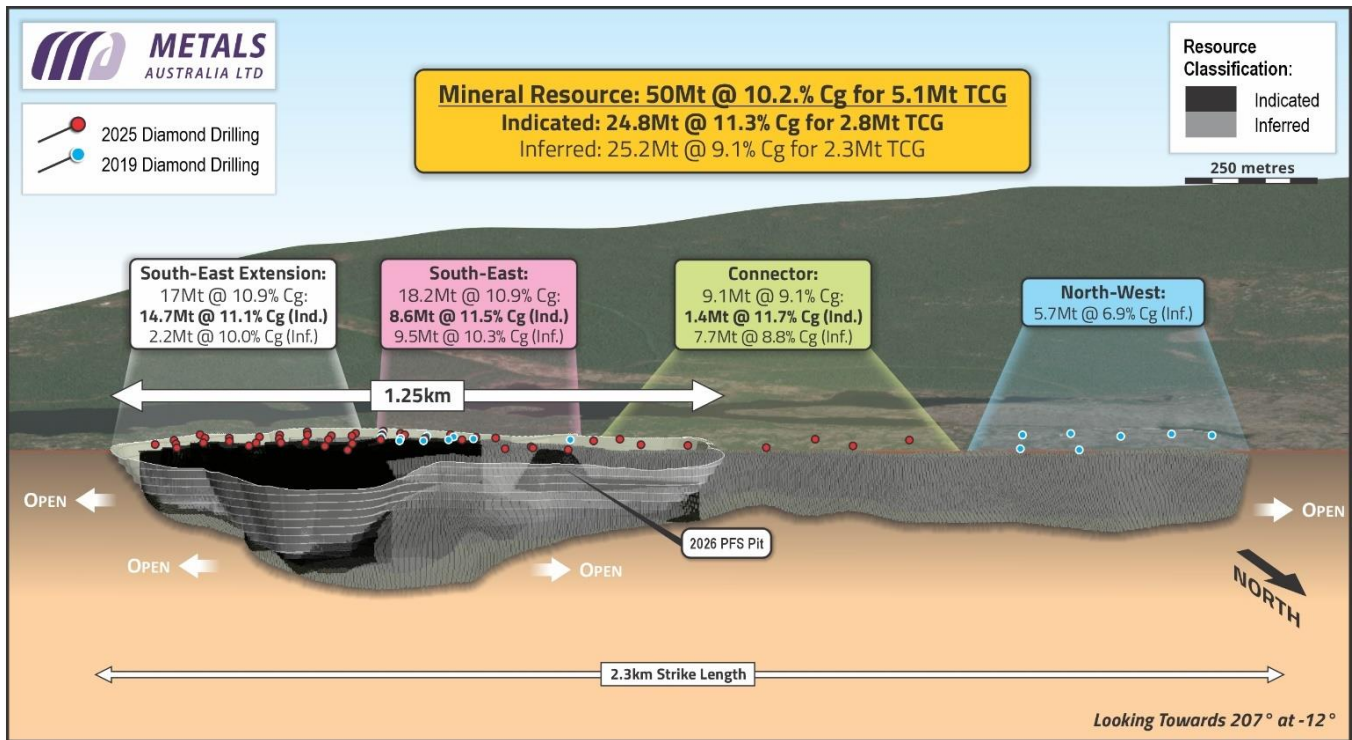 METALS
AUSTRALIA LTD
2025 Diamond Drilling
2019 Diamond Drilling
Mineral Resource: 50Mt @ 10.2.% Cg for 5.1Mt TCG
Indicated: 24.8Mt @ 11.3% Cg for 2.8Mt TCG
Inferred: 25.2Mt @ 9.1% Cg for 2.3Mt TCG
Resource
Classification:
Indicated
Inferred
250 metres
South-East Extension:
17Mt @ 10.9% Cg:
14.7Mt @ 11.1% Cg (Ind.)
2.2Mt @ 10.0% Cg (Inf.)
South-East:
18.2Mt @ 10.9% Cg:
8.6Mt @ 11.5% Cg (Ind.)
9.5Mt @ 10.3% Cg (Inf.)
Connector:
9.1Mt @ 9.1% Cg:
1.4Mt @ 11.7% Cg (Ind.)
7.7Mt @ 8.8% Cg (Inf.)
North-West:
5.7Mt @ 6.9% Cg (Inf.)
1.25km
OPEN
OPEN
OPEN
OPEN
2026 PFS Pit
NORTH
2.3km Strike Length
Looking Towards 207° at -12°